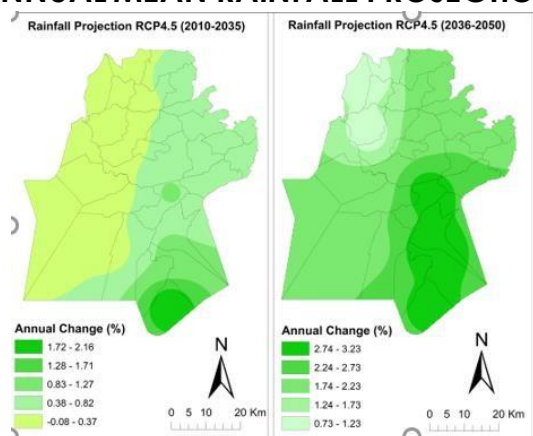 Rainfall Projection RCP4.5 (2010-2035)
Annual Change (%)
1.72 - 2.16
1.28 - 1.71
0.83 - 1.27
0.38 - 0.82
-0.08 - 0.37
N
0 5 10 20 Km
Rainfall Projection RCP4.5 (2036-2050)
Annual Change (%)
2.74 - 3.23
2.24 - 2.73
1.74 - 2.23
1.24 - 1.73
0.73 - 1.23
N
0 5 10 20 Km